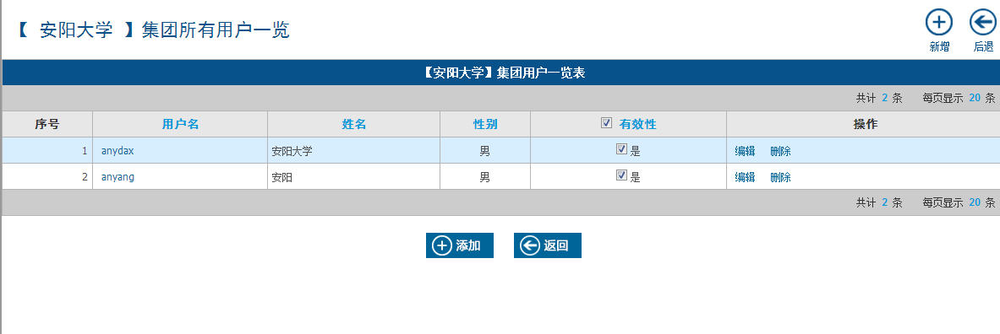 【 安阳大学 】集团所有用户一览
新增 后退
【安阳大学】集团用户一览表
共计 2 条 每页显示 20 条
序号 用户名 姓名 性别 有效性 操作
1 anydax 安阳大学 男 是 编辑 删除
2 anyang 安阳 男 是 编辑 删除
共计 2 条 每页显示 20 条
添加 返回